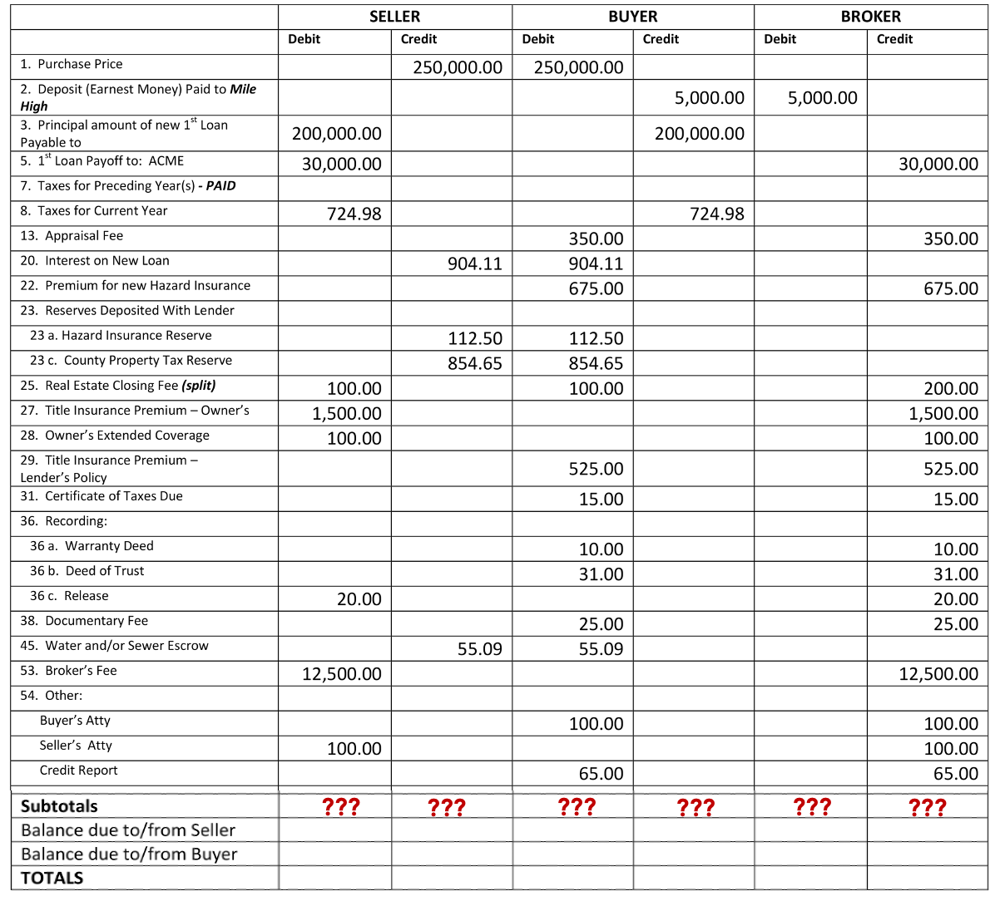 SELLER BUYER BROKER
Debit Credit Debit Credit Debit Credit
1. Purchase Price 250,000.00 250,000.00
2. Deposit (Earnest Money) Paid to Mile
High 5,000.00 5,000.00
3. Principal amount of new 1st Loan
Payable to 200,000.00 200,000.00
5. 1st Loan Payoff to: ACME 30,000.00 30,000.00
7. Taxes for Preceding Year(s) - PAID
8. Taxes for Current Year 724.98 724.98
13. Appraisal Fee 350.00 350.00
20. Interest on New Loan 904.11 904.11
22. Premium for new Hazard Insurance 675.00 675.00
23. Reserves Deposited With Lender
23 a. Hazard Insurance Reserve 112.50 112.50
23 c. County Property Tax Reserve 854.65 854.65
25. Real Estate Closing Fee (split) 100.00 100.00 200.00
27. Title Insurance Premium – Owner’s 1,500.00 1,500.00
28. Owner’s Extended Coverage 100.00 100.00
29. Title Insurance Premium –
Lender’s Policy 525.00 525.00
31. Certificate of Taxes Due 15.00 15.00
36. Recording:
36 a. Warranty Deed 10.00 10.00
36 b. Deed of Trust 31.00 31.00
36 c. Release 20.00 20.00
38. Documentary Fee 25.00 25.00
45. Water and/or Sewer Escrow 55.09 55.09
53. Broker’s Fee 12,500.00 12,500.00
54. Other:
Buyer’s Atty 100.00 100.00
Seller’s Atty 100.00 100.00
Credit Report 65.00 65.00
Subtotals ??? ??? ??? ??? ??? ???
Balance due to/from Seller
Balance due to/from Buyer
TOTALS